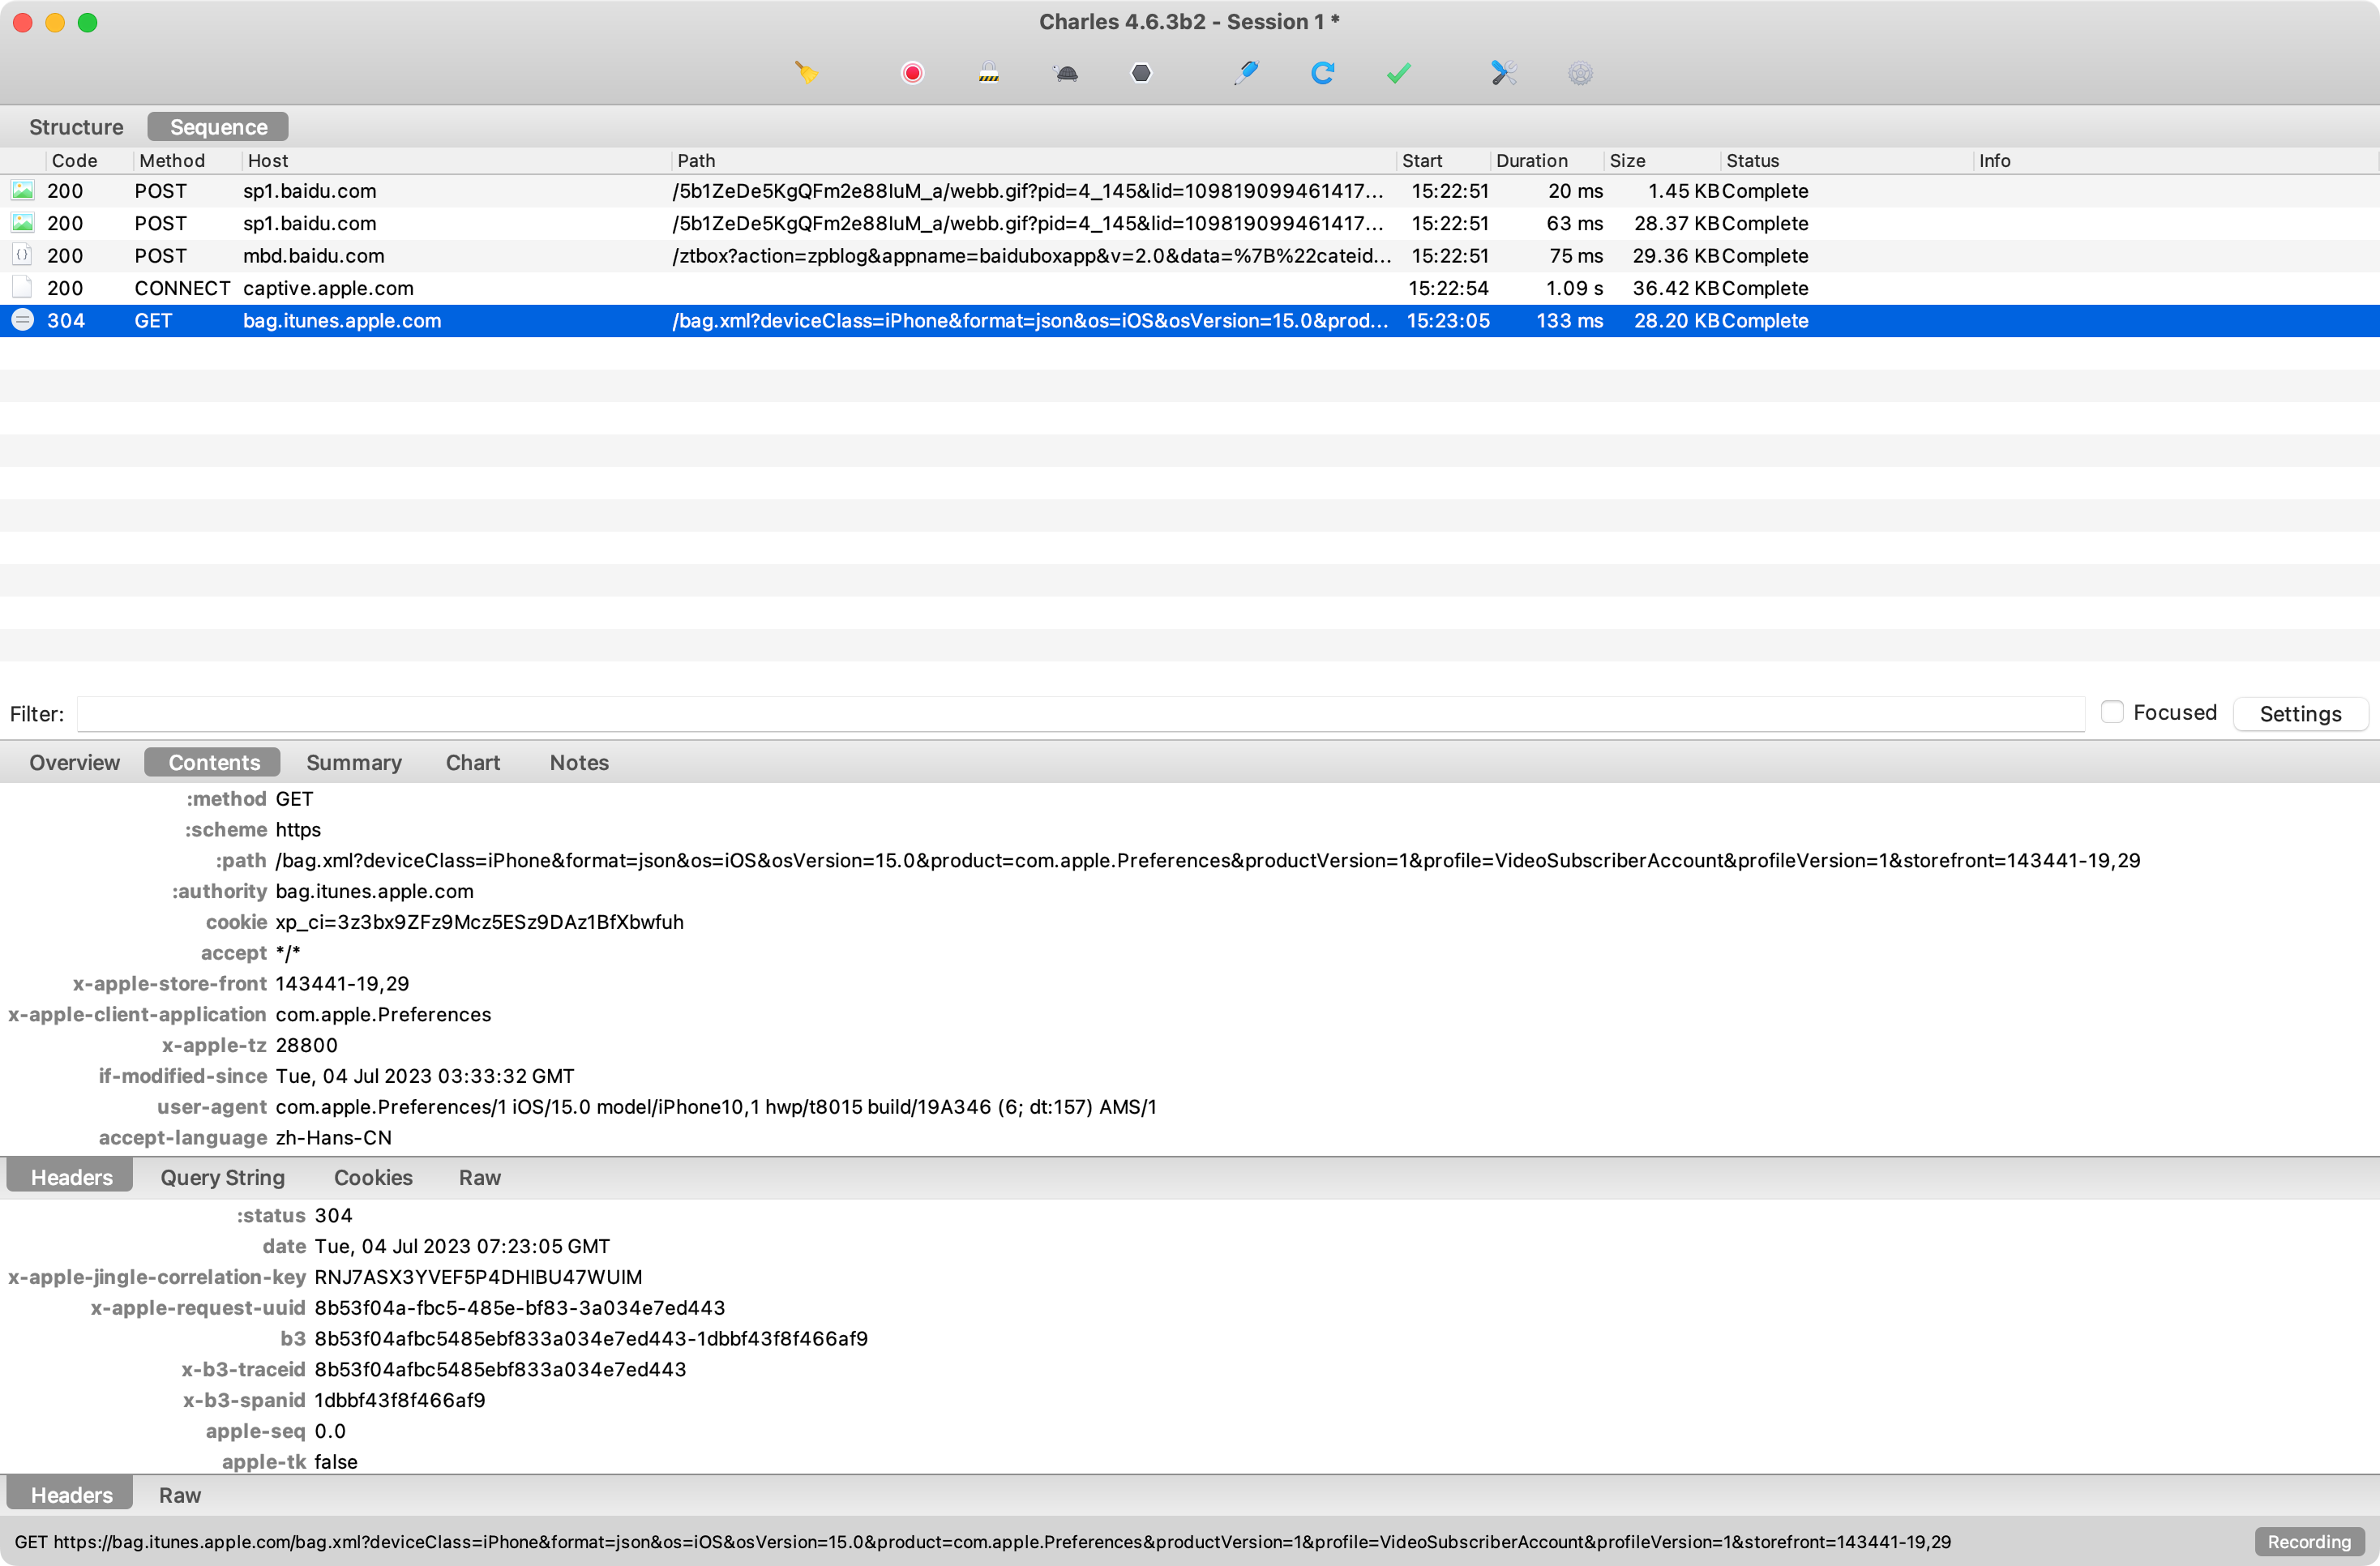 Charles 4.6.3b2 - Session 1 *
Structure Sequence
Code Method Host Path Start Duration Size Status Info
200 POST sp1.baidu.com /5b1ZeDe5KgQFm2e88IuM_a/webb.gif?pid=4_145&lid=109819099461417... 15:22:51 20 ms 1.45 KB Complete
200 POST sp1.baidu.com /5b1ZeDe5KgQFm2e88IuM_a/webb.gif?pid=4_145&lid=109819099461417... 15:22:51 63 ms 28.37 KB Complete
200 POST mbd.baidu.com /ztbox?action=zpblog&appname=baiduboxapp&v=2.0&data=%7B%22cateid... 15:22:51 75 ms 29.36 KB Complete
200 CONNECT captive.apple.com 15:22:54 1.09 s 36.42 KB Complete
304 GET bag.itunes.apple.com /bag.xml?deviceClass=iPhone&format=json&os=iOS&osVersion=15.0&prod... 15:23:05 133 ms 28.20 KB Complete
Filter: Focused Settings
Overview Contents Summary Chart Notes
:method GET
:scheme https
:path /bag.xml?deviceClass=iPhone&format=json&os=iOS&osVersion=15.0&product=com.apple.Preferences&productVersion=1&profile=VideoSubscriberAccount&profileVersion=1&storefront=143441-19,29
:authority bag.itunes.apple.com
cookie xp_ci=3z3bx9ZFz9Mcz5ESz9DAz1BfXbwfuh
accept */*
x-apple-store-front 143441-19,29
x-apple-client-application com.apple.Preferences
x-apple-tz 28800
if-modified-since Tue, 04 Jul 2023 03:33:32 GMT
user-agent com.apple.Preferences/1 iOS/15.0 model/iPhone10,1 hwp/t8015 build/19A346 (6; dt:157) AMS/1
accept-language zh-Hans-CN
Headers Query String Cookies Raw
:status 304
date Tue, 04 Jul 2023 07:23:05 GMT
x-apple-jingle-correlation-key RNJ7ASX3YVEF5P4DHIBU47WUIM
x-apple-request-uuid 8b53f04a-fbc5-485e-bf83-3a034e7ed443
b3 8b53f04afbc5485ebf833a034e7ed443-1dbbf43f8f466af9
x-b3-traceid 8b53f04afbc5485ebf833a034e7ed443
x-b3-spanid 1dbbf43f8f466af9
apple-seq 0.0
apple-tk false
Headers Raw
GET https://bag.itunes.apple.com/bag.xml?deviceClass=iPhone&format=json&os=iOS&osVersion=15.0&product=com.apple.Preferences&productVersion=1&profile=VideoSubscriberAccount&profileVersion=1&storefront=143441-19,29 Recording